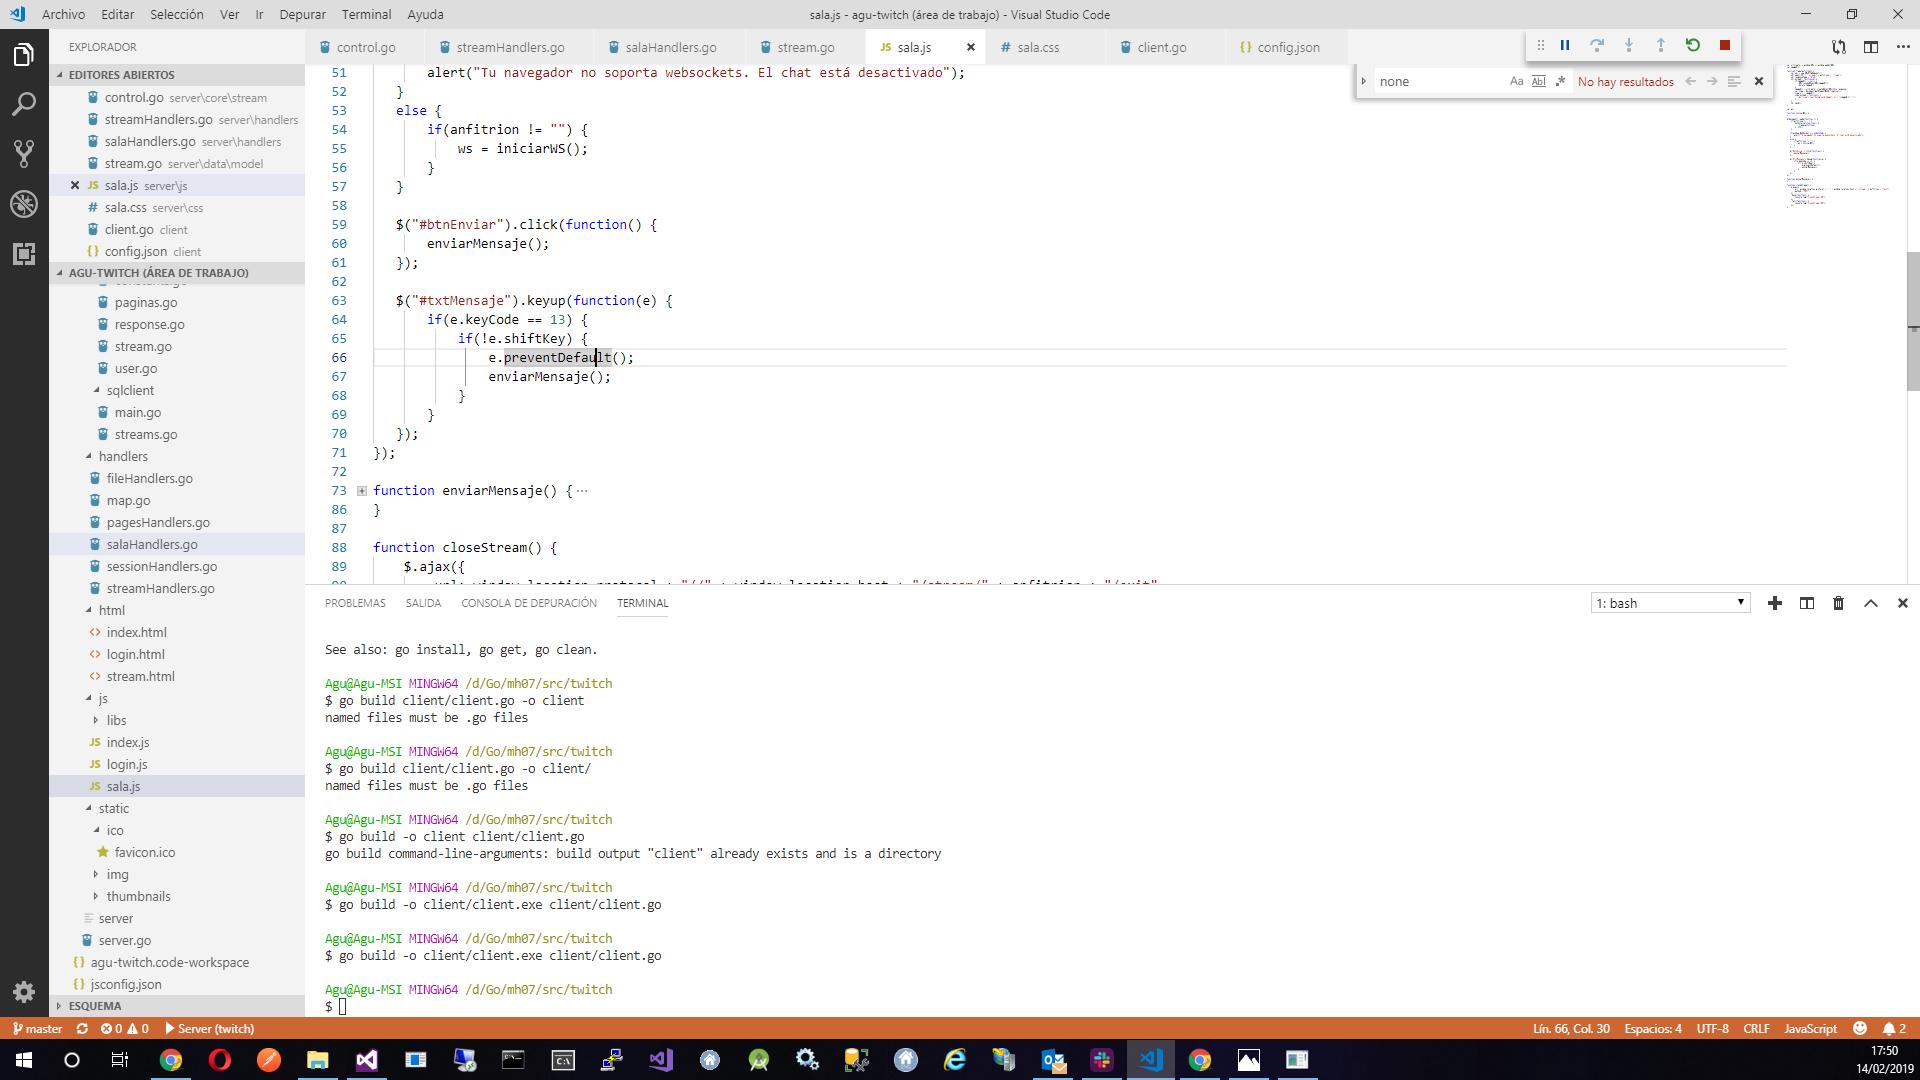 Archivo Editar Selección Ver Ir Depurar Terminal Ayuda
sala.js - agu-twitch (área de trabajo) - Visual Studio Code
EXPLORADOR
EDITORES ABIERTOS
control.go server\core\stream
streamHandlers.go server\handlers
salaHandlers.go server\handlers
stream.go server\data\model
sala.js server\js
sala.css server\css
client.go client
config.json client
AGU-TWITCH (ÁREA DE TRABAJO)
paginas.go
response.go
stream.go
user.go
sqlclient
main.go
streams.go
handlers
fileHandlers.go
map.go
pagesHandlers.go
salaHandlers.go
sessionHandlers.go
streamHandlers.go
html
index.html
login.html
stream.html
js
libs
index.js
login.js
sala.js
static
ico
favicon.ico
img
thumbnails
server
server.go
agu-twitch.code-workspace
jsconfig.json
ESQUEMA
control.go streamHandlers.go salaHandlers.go stream.go sala.js sala.css client.go config.json
none Aa Abl .* No hay resultados
51 alert("Tu navegador no soporta websockets. El chat está desactivado");
52 }
53 else {
54 if(anfitrion != "") {
55 ws = iniciarWS();
56 }
57 }
58
59 $("#btnEnviar").click(function() {
60 enviarMensaje();
61 });
62
63 $("#txtMensaje").keyup(function(e) {
64 if(e.keyCode == 13) {
65 if(!e.shiftKey) {
66 e.preventDefault();
67 enviarMensaje();
68 }
69 }
70 });
71 });
72
73 function enviarMensaje() {...
86 }
87
88 function closeStream() {
89 $.ajax({
PROBLEMAS SALIDA CONSOLA DE DEPURACIÓN TERMINAL
1: bash
See also: go install, go get, go clean.
Agu@Agu-MSI MINGW64 /d/Go/mh07/src/twitch
$ go build client/client.go -o client
named files must be .go files
Agu@Agu-MSI MINGW64 /d/Go/mh07/src/twitch
$ go build client/client.go -o client/
named files must be .go files
Agu@Agu-MSI MINGW64 /d/Go/mh07/src/twitch
$ go build -o client client/client.go
go build command-line-arguments: build output "client" already exists and is a directory
Agu@Agu-MSI MINGW64 /d/Go/mh07/src/twitch
$ go build -o client/client.exe client/client.go
Agu@Agu-MSI MINGW64 /d/Go/mh07/src/twitch
$ go build -o client/client.exe client/client.go
Agu@Agu-MSI MINGW64 /d/Go/mh07/src/twitch
$
master 0 0 Server (twitch)
Lín. 66, Col. 30 Espacios: 4 UTF-8 CRLF JavaScript 2
17:50
14/02/2019